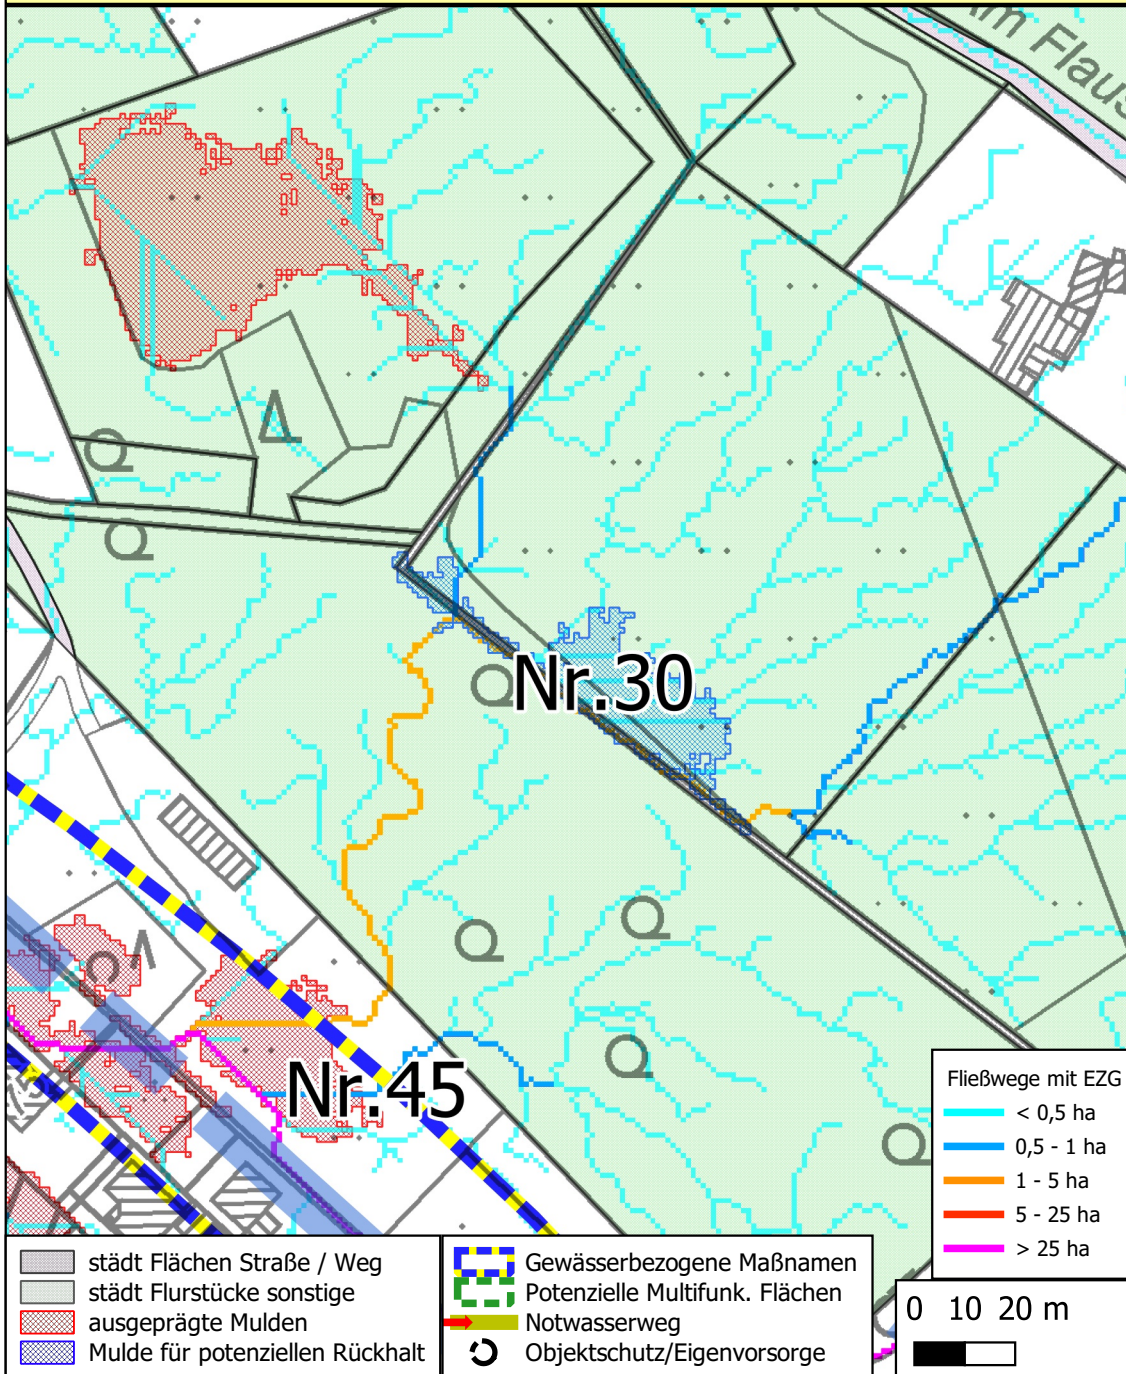 Am Flaus
Nr.30
Nr.45
Fließwege mit EZG
< 0,5 ha
0,5 - 1 ha
1 - 5 ha
5 - 25 ha
> 25 ha
städt Flächen Straße / Weg
städt Flurstücke sonstige
ausgeprägte Mulden
Mulde für potenziellen Rückhalt
Gewässerbezogene Maßnamen
Potenzielle Multifunk. Flächen
Notwasserweg
Objektschutz/Eigenvorsorge
0 10 20 m